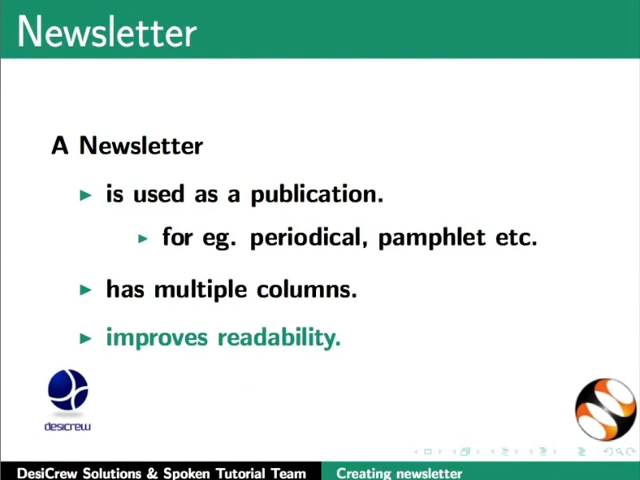 Newsletter
A Newsletter
is used as a publication.
for eg. periodical, pamphlet etc.
has multiple columns.
improves readability.
desicrew
DesiCrew Solutions & Spoken Tutorial Team
Creating newsletter